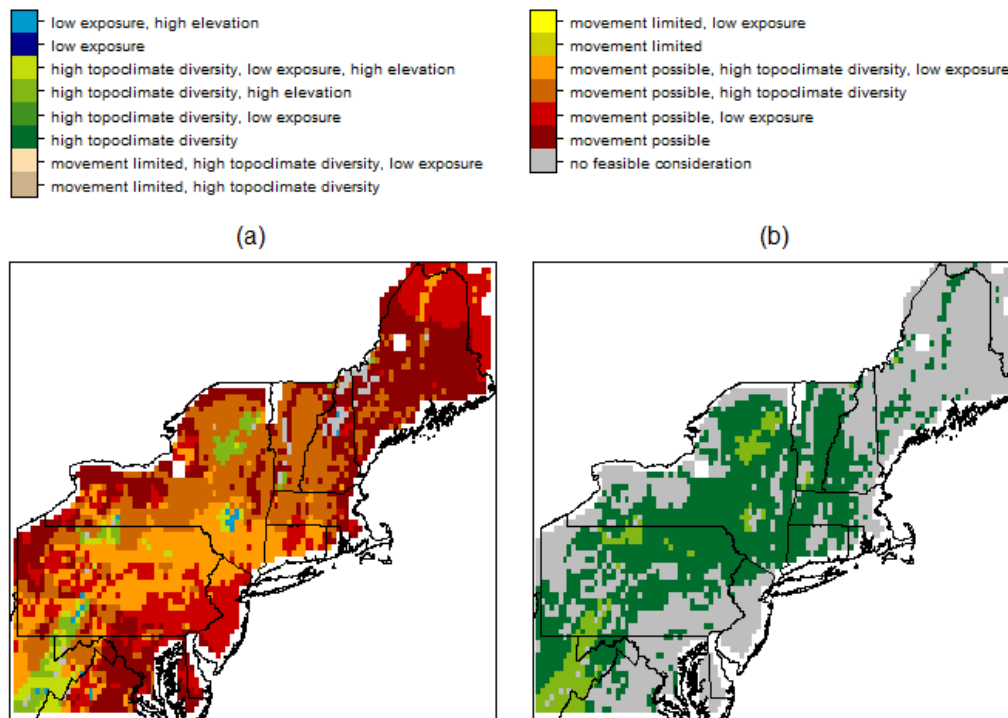 low exposure, high elevation
low exposure
high topoclimate diversity, low exposure, high elevation
high topoclimate diversity, high elevation
high topoclimate diversity, low exposure
high topoclimate diversity
movement limited, high topoclimate diversity, low exposure
movement limited, high topoclimate diversity
movement limited, low exposure
movement limited
movement possible, high topoclimate diversity, low exposure
movement possible, high topoclimate diversity
movement possible, low exposure
movement possible
no feasible consideration
(a)
(b)